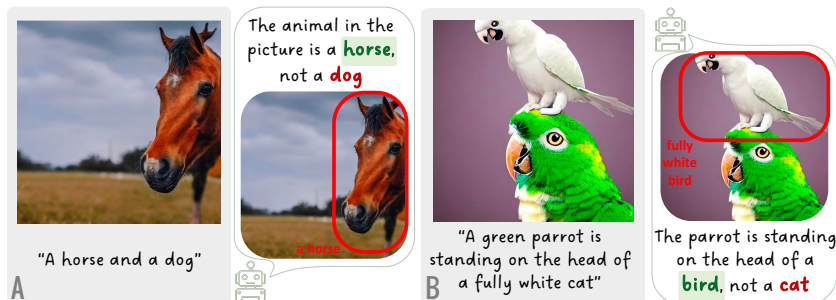 "A horse and a dog"
A
The animal in the
picture is a horse,
not a dog
a horse
"A green parrot is
standing on the head of
a fully white cat"
B
fully
white
bird
The parrot is standing
on the head of a
bird, not a cat